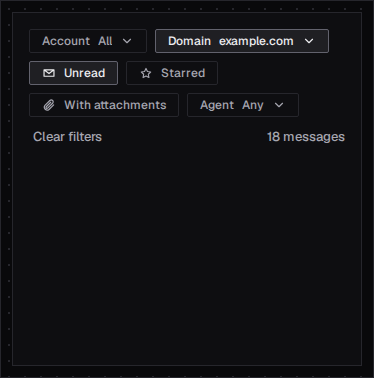 Account All Domain example.com
Unread Starred
With attachments Agent Any
Clear filters 18 messages